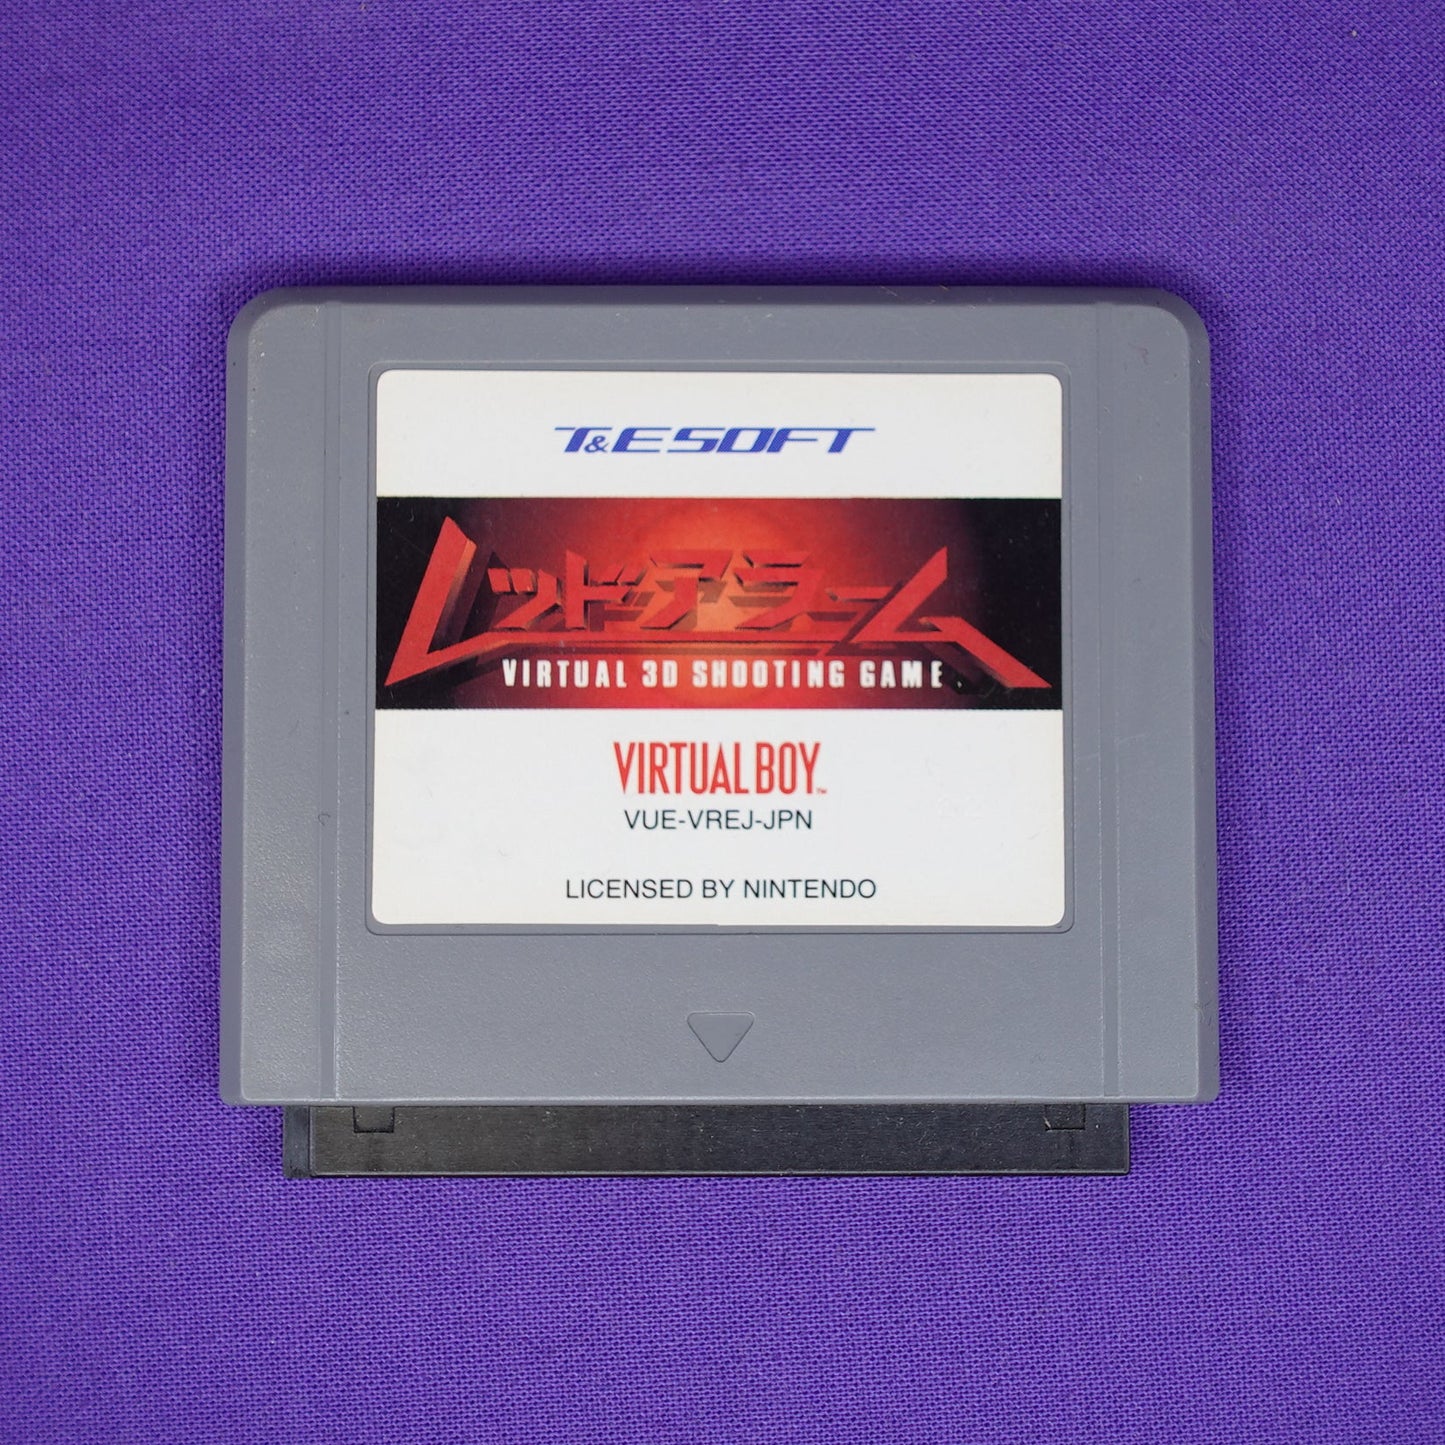 T&E SOFT
レッドアラーム
VIRTUAL 3D SHOOTING GAME
VIRTUAL BOY™
VUE-VREJ-JPN
LICENSED BY NINTENDO